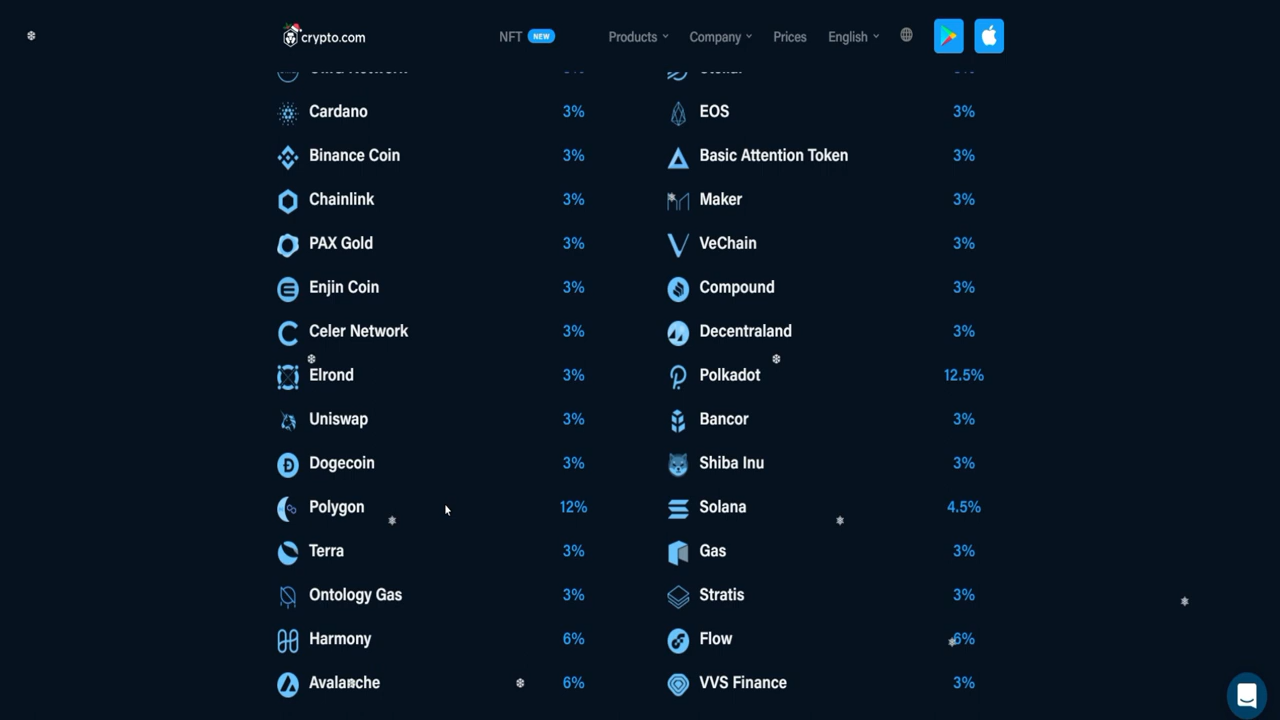 crypto.com
NFT NEW Products Company Prices English
Cardano 3% EOS 3%
Binance Coin 3% Basic Attention Token 3%
Chainlink 3% Maker 3%
PAX Gold 3% VeChain 3%
Enjin Coin 3% Compound 3%
Celer Network 3% Decentraland 3%
Elrond 3% Polkadot 12.5%
Uniswap 3% Bancor 3%
Dogecoin 3% Shiba Inu 3%
Polygon 12% Solana 4.5%
Terra 3% Gas 3%
Ontology Gas 3% Stratis 3%
Harmony 6% Flow 6%
Avalanche 6% VVS Finance 3%